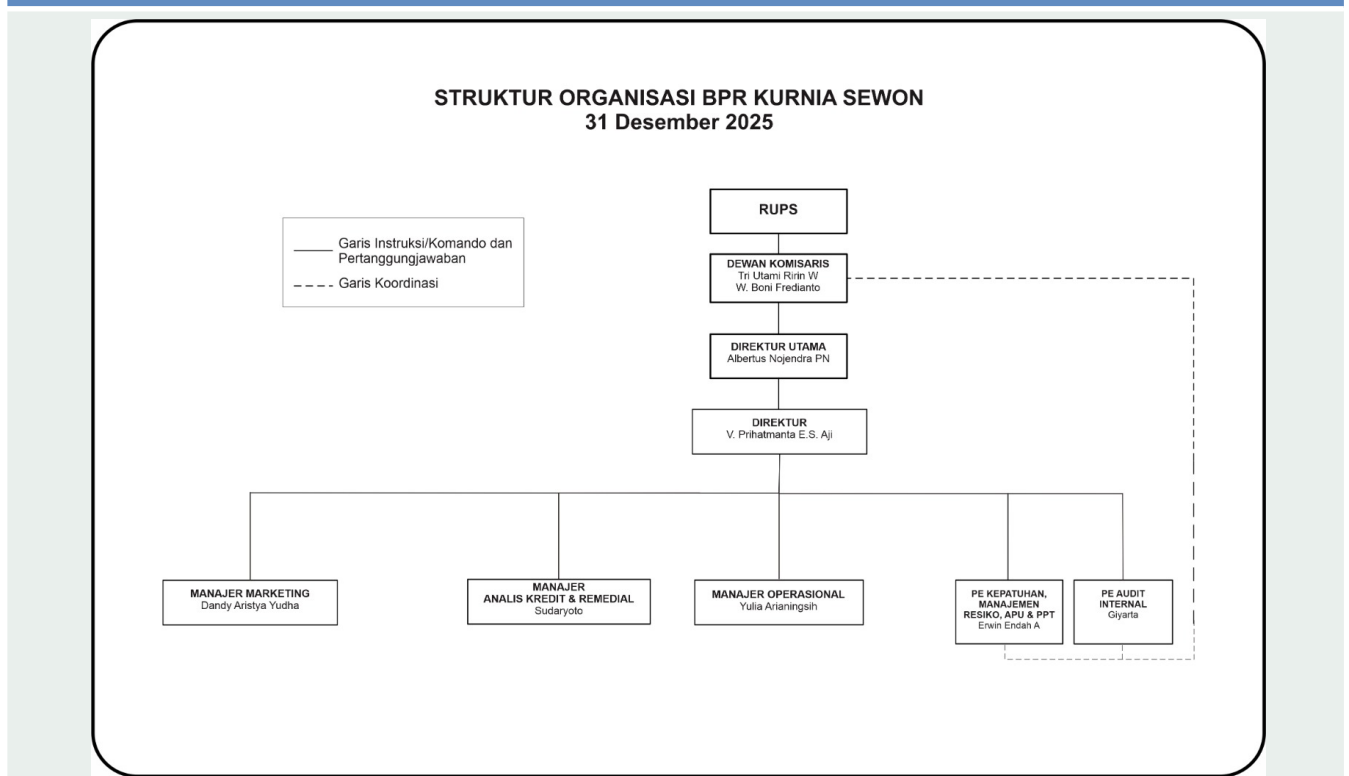 STRUKTUR ORGANISASI BPR KURNIA SEWON
31 Desember 2025
RUPS
Garis Instruksi/Komando dan
Pertanggungjawaban
Garis Koordinasi
DEWAN KOMISARIS
Tri Utami Ririn W
W. Boni Fredianto
DIREKTUR UTAMA
Albertus Nojendra PN
DIREKTUR
V. Prihatmanta E.S. Aji
MANAJER MARKETING
Dandy Aristya Yudha
MANAJER
ANALIS KREDIT & REMEDIAL
Sudaryoto
MANAJER OPERASIONAL
Yulia Arianingsih
PE KEPATUHAN,
MANAJEMEN
RESIKO, APU & PPT
Erwin Endah A
PE AUDIT
INTERNAL
Giyarta